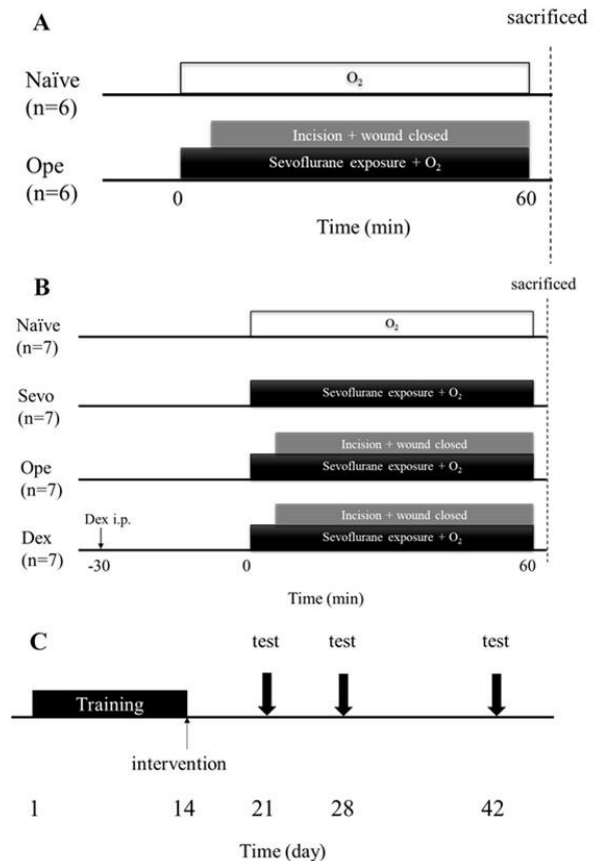 sacrificed
A
Naïve
(n=6)
O₂
Incision + wound closed
Ope
(n=6)
Sevoflurane exposure + O₂
0
60
Time (min)
B
sacrificed
Naïve
(n=7)
O₂
Sevo
(n=7)
Sevoflurane exposure + O₂
Incision + wound closed
Ope
(n=7)
Sevoflurane exposure + O₂
Dex i.p.
Incision + wound closed
Dex
(n=7)
Sevoflurane exposure + O₂
-30
0
60
Time (min)
C
test
test
test
Training
intervention
1
14
21
28
42
Time (day)